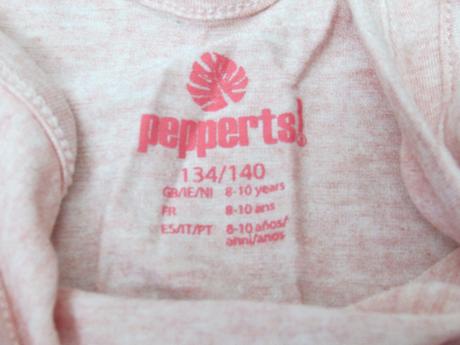 pepperts!
134/140
GB/IE/NI 8-10 years
FR 8-10 ans
ES/IT/PT 8-10 años/
anni/anos